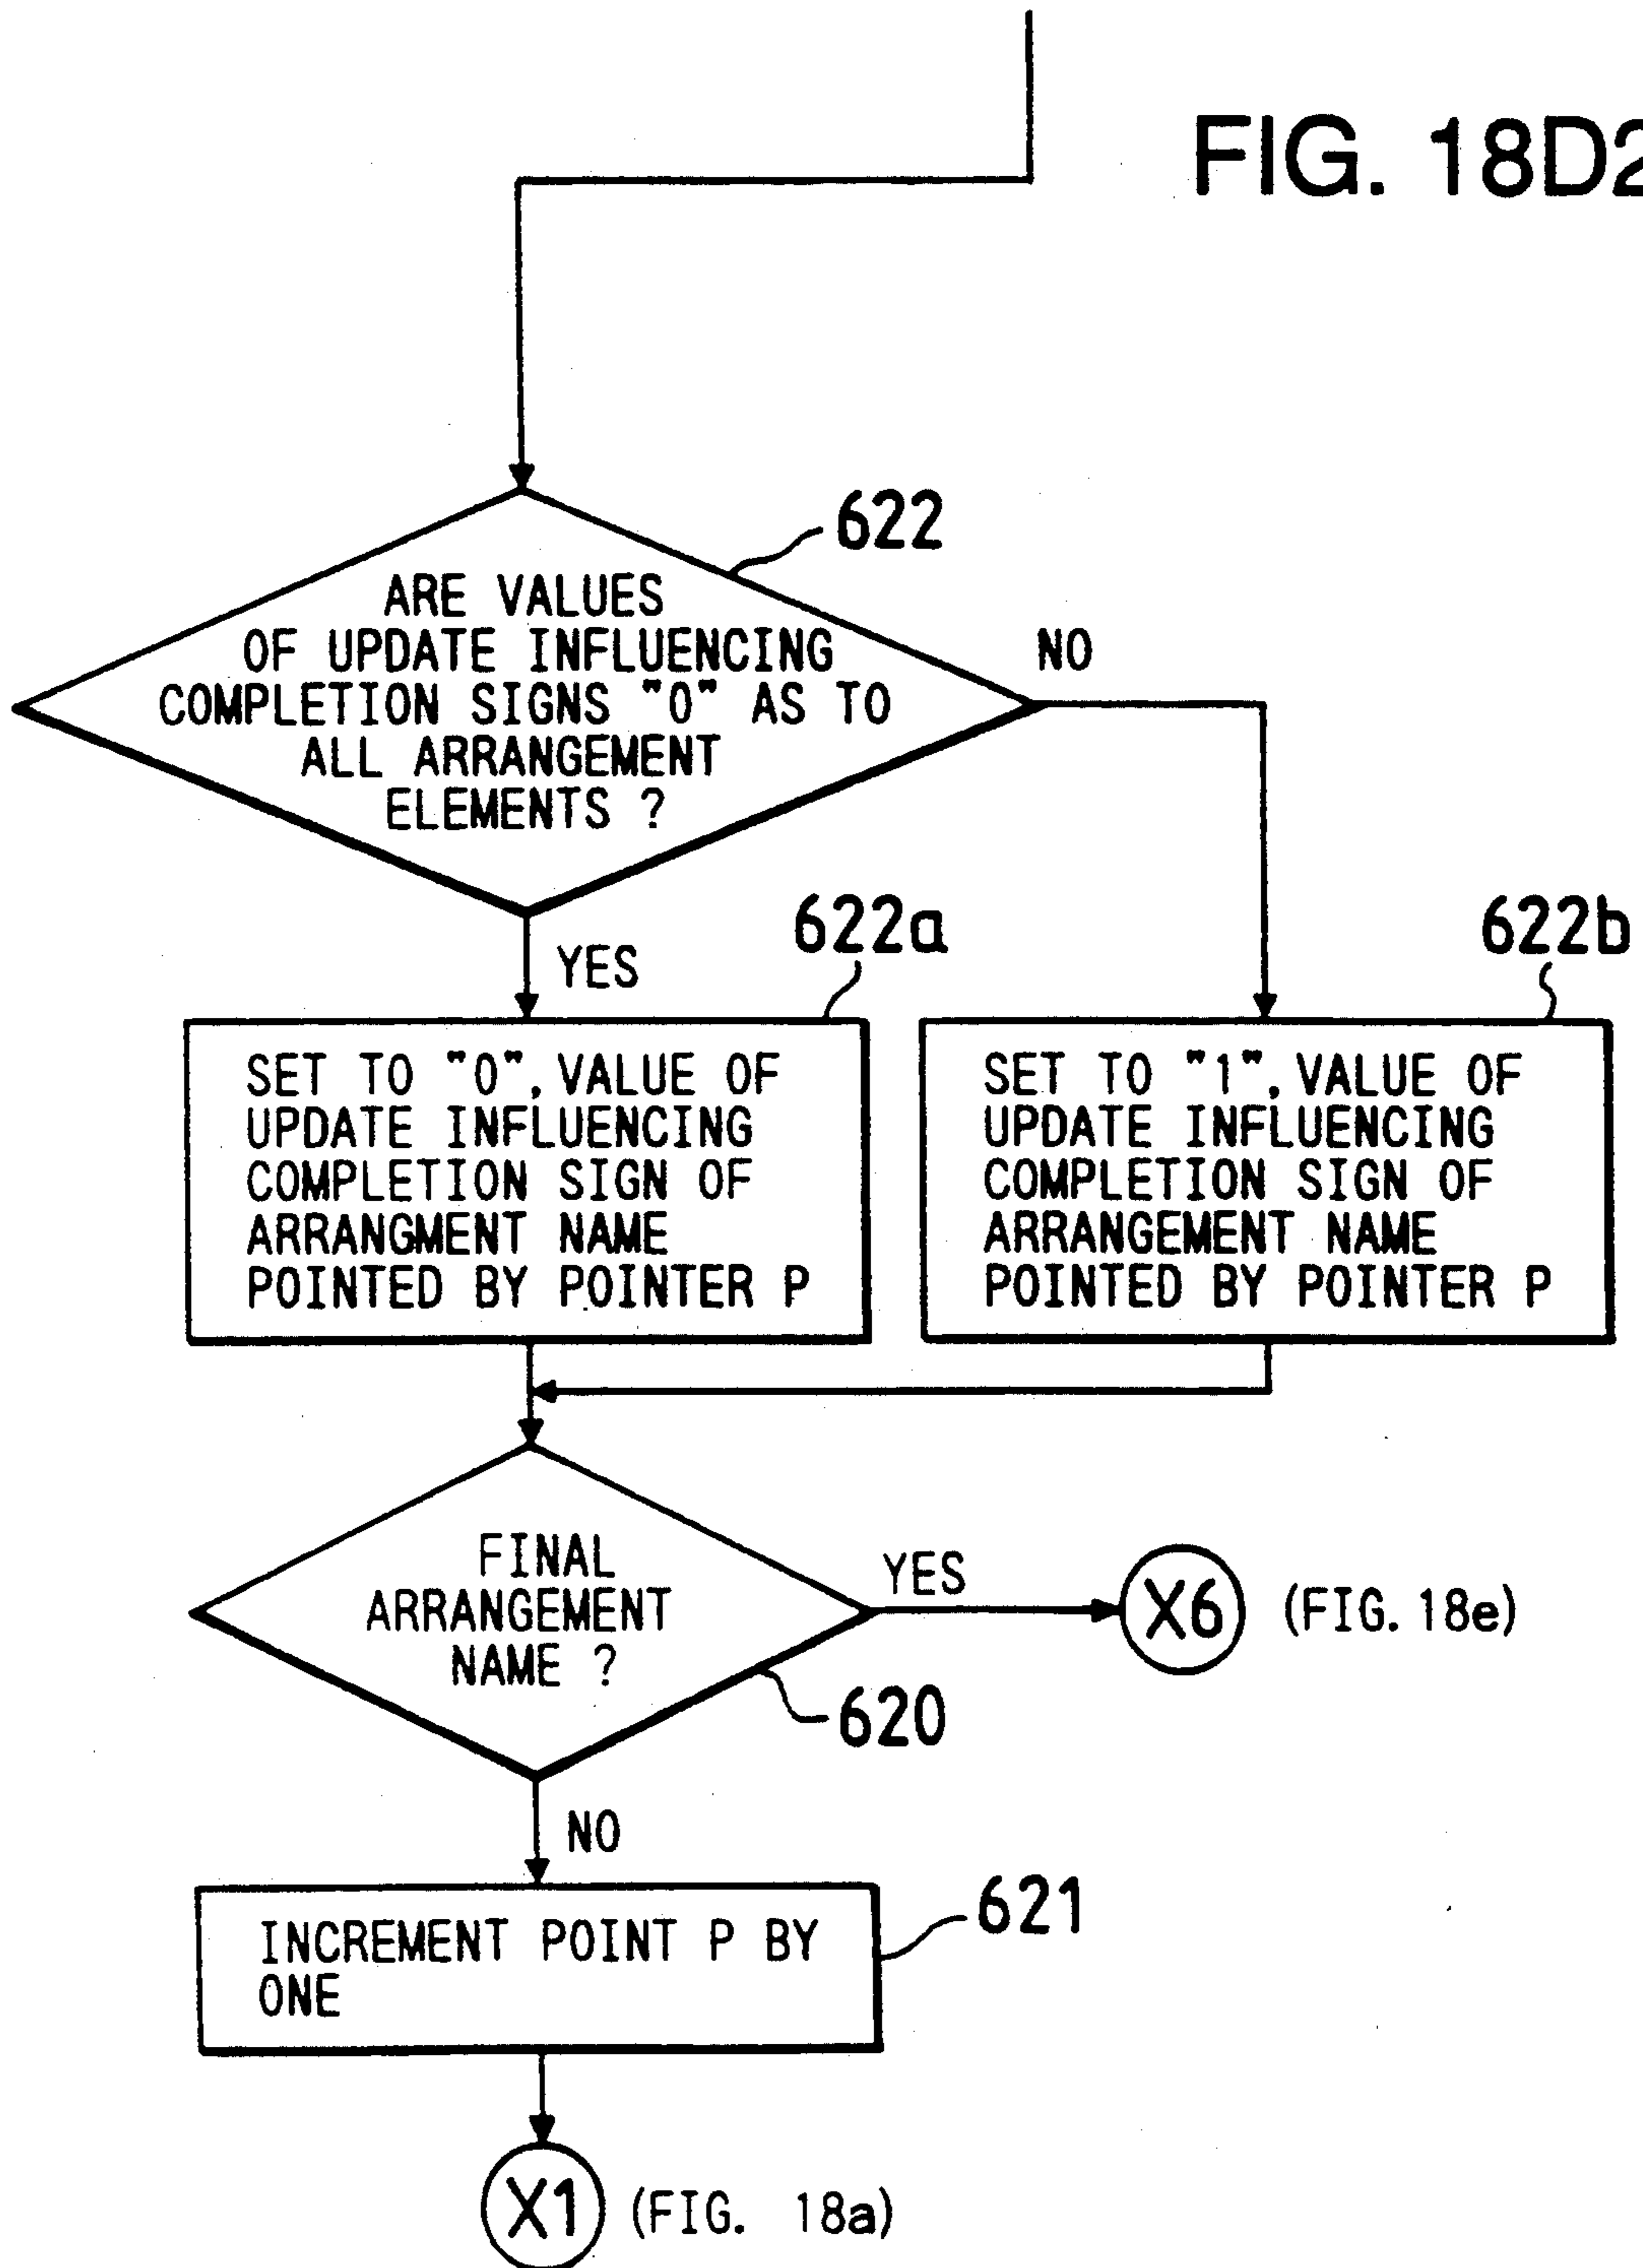 FIG. 18D2
622
ARE VALUES
OF UPDATE INFLUENCING
COMPLETION SIGNS "0" AS TO
ALL ARRANGEMENT
ELEMENTS ?
NO
YES
622a
622b
SET TO "0", VALUE OF
UPDATE INFLUENCING
COMPLETION SIGN OF
ARRANGMENT NAME
POINTED BY POINTER P
SET TO "1", VALUE OF
UPDATE INFLUENCING
COMPLETION SIGN OF
ARRANGEMENT NAME
POINTED BY POINTER P
FINAL
ARRANGEMENT
NAME ?
YES
X6 (FIG. 18e)
620
NO
621
INCREMENT POINT P BY
ONE
X1 (FIG. 18a)